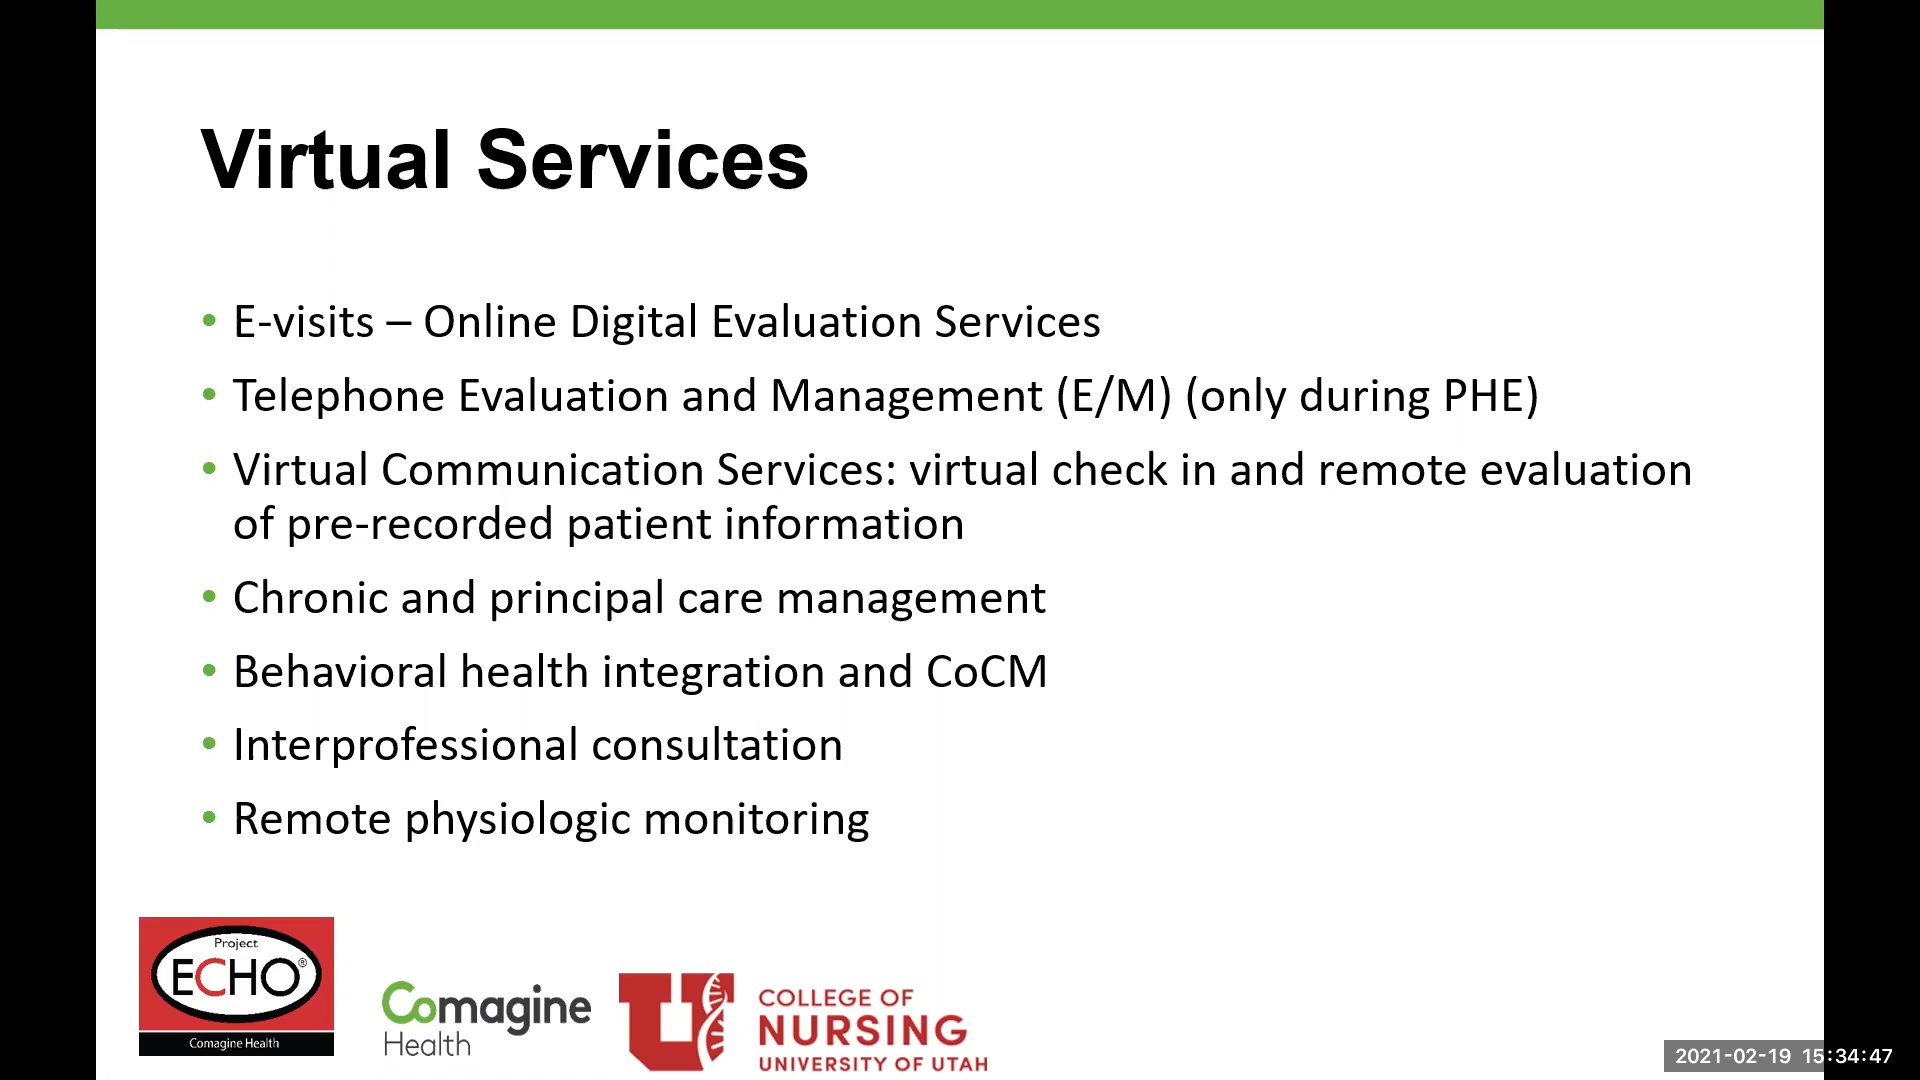 Virtual Services
• E-visits – Online Digital Evaluation Services
• Telephone Evaluation and Management (E/M) (only during PHE)
• Virtual Communication Services: virtual check in and remote evaluation
of pre-recorded patient information
• Chronic and principal care management
• Behavioral health integration and CoCM
• Interprofessional consultation
• Remote physiologic monitoring
Project
ECHO®
Comagine Health
Comagine
Health
U
COLLEGE OF
NURSING
UNIVERSITY OF UTAH
2021-02-19 15:34:47